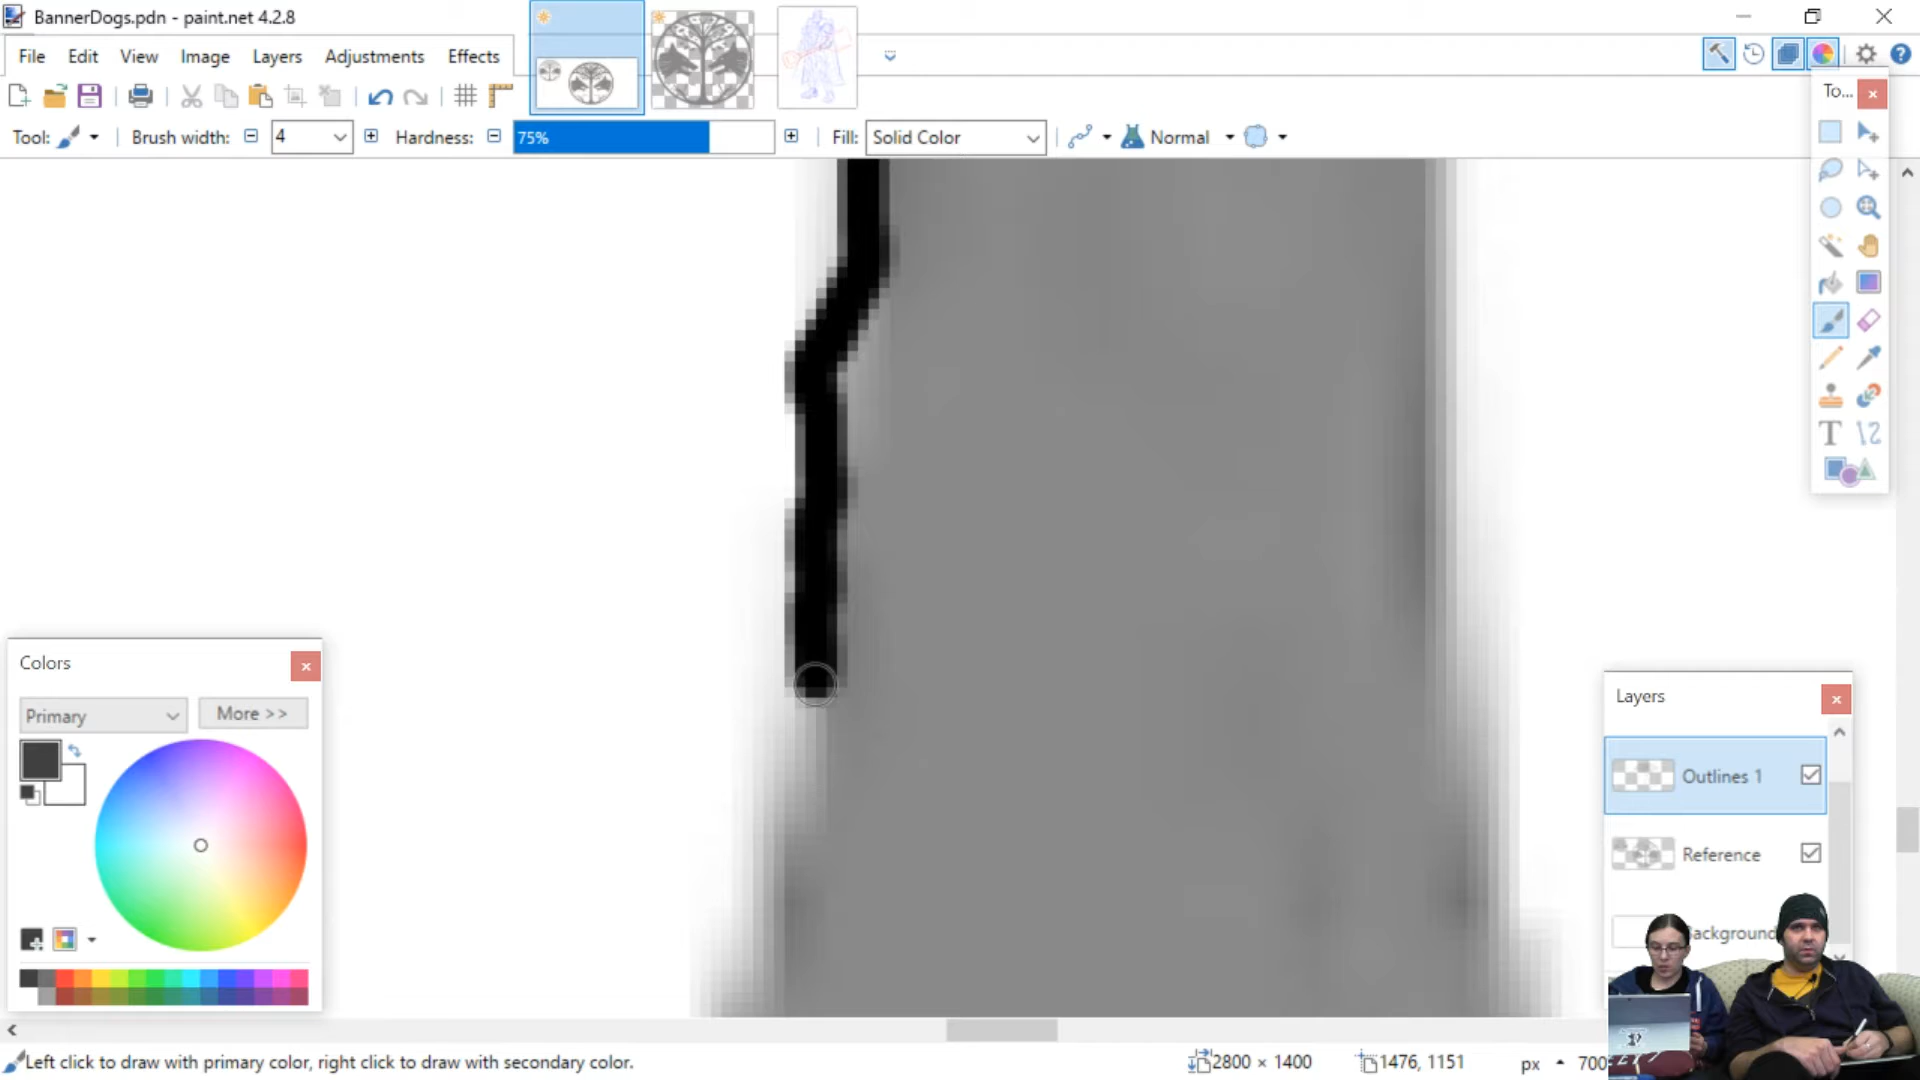 BannerDogs.pdn - paint.net 4.2.8
File Edit View Image Layers Adjustments Effects
Tool: Brush width: 4 Hardness: 75% Fill: Solid Color Normal
To...
Colors
Primary More >>
Layers
Outlines 1
Reference
Background
Left click to draw with primary color, right click to draw with secondary color. 2800 × 1400 1476, 1151 px